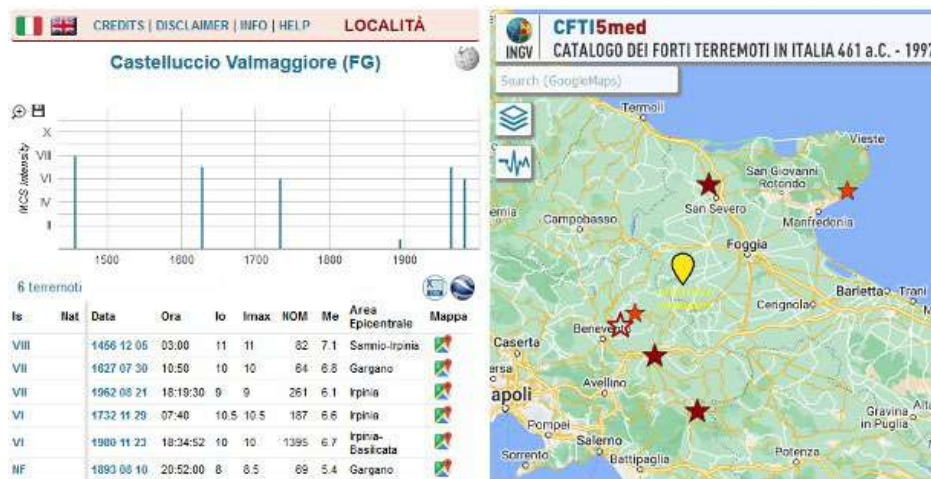 CREDITS | DISCLAIMER | INFO | HELP LOCALITÀ
Castelluccio Valmaggiore (FG)
MCS Intensity
X
VIII
VI
IV
II
1500 1600 1700 1800 1900
6 terremoti
Is Nat Data Ora Io Imax NOM Me Area Epicentrale Mappa
VIII 1456 12 05 03:00 11 11 82 7.1 Samnio-Irpinia
VII 1627 07 30 10:50 10 10 64 6.8 Gargano
VII 1962 08 21 18:19:30 9 9 261 6.1 Irpinia
VI 1732 11 29 07:40 10.5 10.5 187 6.6 Irpinia
VI 1980 11 23 18:34:52 10 10 1395 6.7 Irpinia-Basilicata
NF 1893 08 10 20:52:00 8 8.5 69 5.4 Gargano
INGV
CFTI5med
CATALOGO DEI FORTI TERREMOTI IN ITALIA 461 a.C. - 1997
Search (GoogleMaps)
Termoli
Vieste
San Giovanni
Rotondo
San Severo
Manfredonia
ernia
Campobasso
Foggia
Barletta
Trani
Cerignola
Benevento
Caserta
ersa
Avellino
apoli
Gravina
in Puglia
Alta
Pompei
Salerno
Potenza
Sorrento
Battipaglia